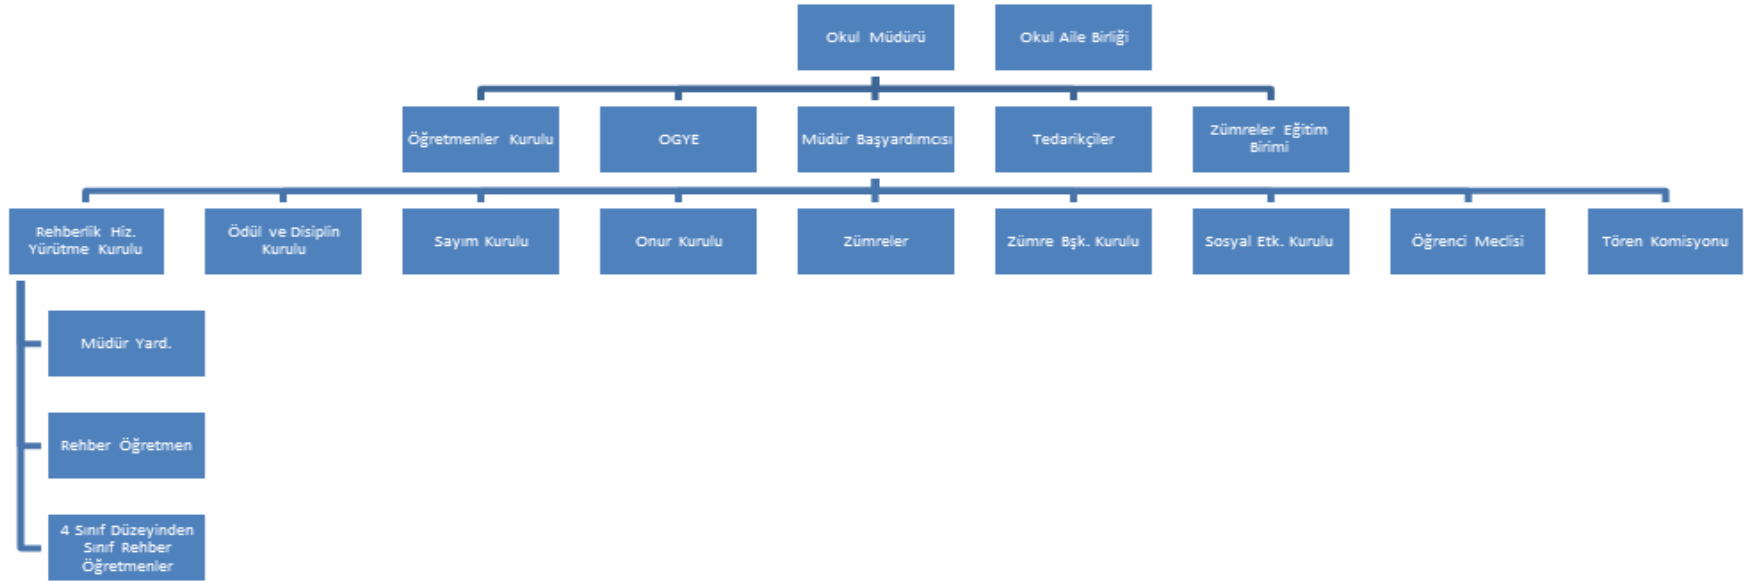 Okul Müdürü
Okul Aile Birliği
Öğretmenler Kurulu
OGYE
Müdür Başyardımcısı
Tedarikçiler
Zümreler Eğitim
Birimi
Rehberlik Hiz.
Yürütme Kurulu
Ödül ve Disiplin
Kurulu
Sayım Kurulu
Onur Kurulu
Zümreler
Zümre Bşk. Kurulu
Sosyal Etk. Kurulu
Öğrenci Meclisi
Tören Komisyonu
Müdür Yard.
Rehber Öğretmen
4 Sınıf Düzeyinden
Sınıf Rehber
Öğretmenler